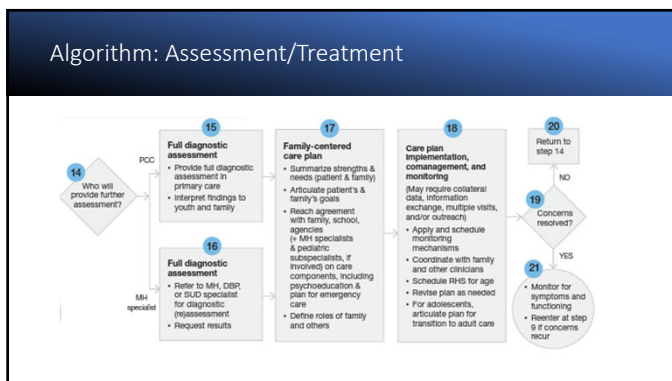 Algorithm: Assessment/Treatment
14
Who will
provide further
assessment?
PCC
MH
specialist
15
Full diagnostic
assessment
• Provide full diagnostic
assessment in
primary care
• Interpret findings to
youth and family
16
Full diagnostic
assessment
• Refer to MH, DBP,
or SUD specialist
for diagnostic
(re)assessment
• Request results
17
Family-centered
care plan
• Summarize strengths &
needs (patient & family)
• Articulate patient's &
family's goals
• Reach agreement
with family, school,
agencies
(+ MH specialists
& pediatric
subspecialists, if
involved) on care
components, including
psychoeducation &
plan for emergency care
• Define roles of family
and others
18
Care plan
implementation,
comanagement, and
monitoring
(May require collateral
data, information
exchange, multiple visits,
and/or outreach)
• Apply and schedule
monitoring
mechanisms
• Coordinate with family
and other clinicians
• Schedule RHS for age
• Revise plan as needed
• For adolescents,
articulate plan for
transition to adult care
19
Concerns
resolved?
NO
20
Return to
step 14
YES
21
• Monitor for
symptoms and
functioning
• Reenter at step
9 if concerns
recur